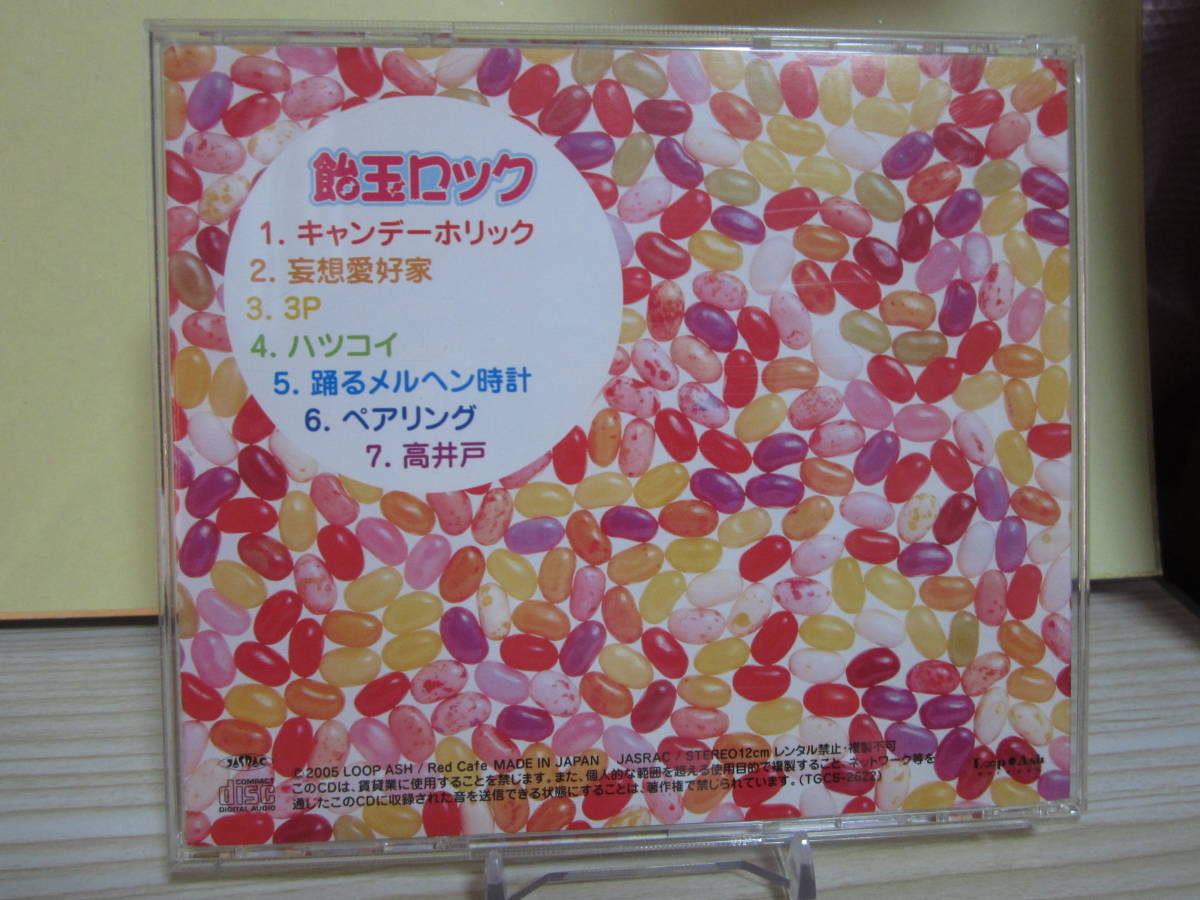 飴玉ロック
1. キャンデーホリック
2. 妄想愛好家
3. 3P
4. ハツコイ
5. 踊るメルヘン時計
6. ペアリング
7. 高井戸
JASRAC
COMPACT
disc
DIGITAL AUDIO
©2005 LOOP ASH / Red Cafe MADE IN JAPAN JASRAC / STEREO12cm レンタル禁止・複製不可
このCDは、賃貸業に使用することを禁じます。また、個人的な範囲を超える使用目的で複製すること、ネットワーク等を
通したこのCDに収録された音を送信できる状態にすることは、著作権で禁じられています。(TGCS-2622)
Loop Ash